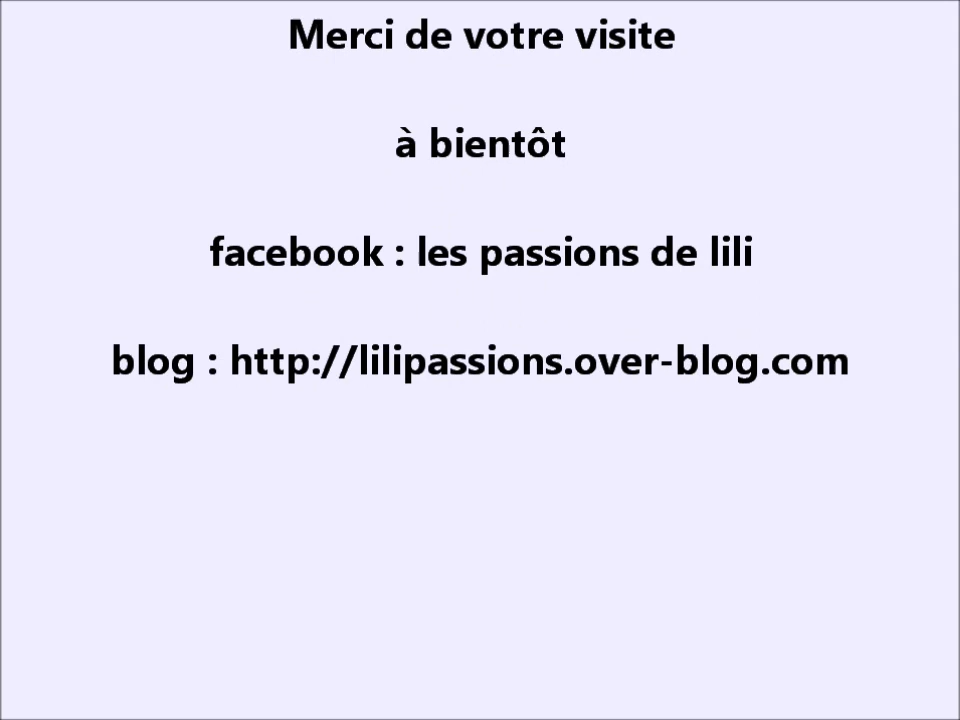 Merci de votre visite
à bientôt
facebook : les passions de lili
blog : http://lilipassions.over-blog.com